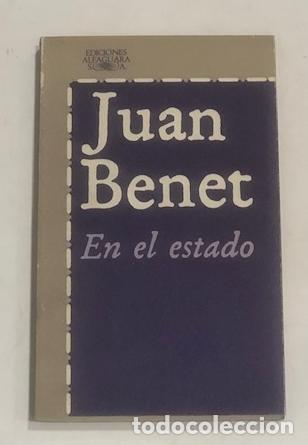 EDICIONES
ALFAGUARA
S.A.
Juan
Benet
En el estado
todocoleccion